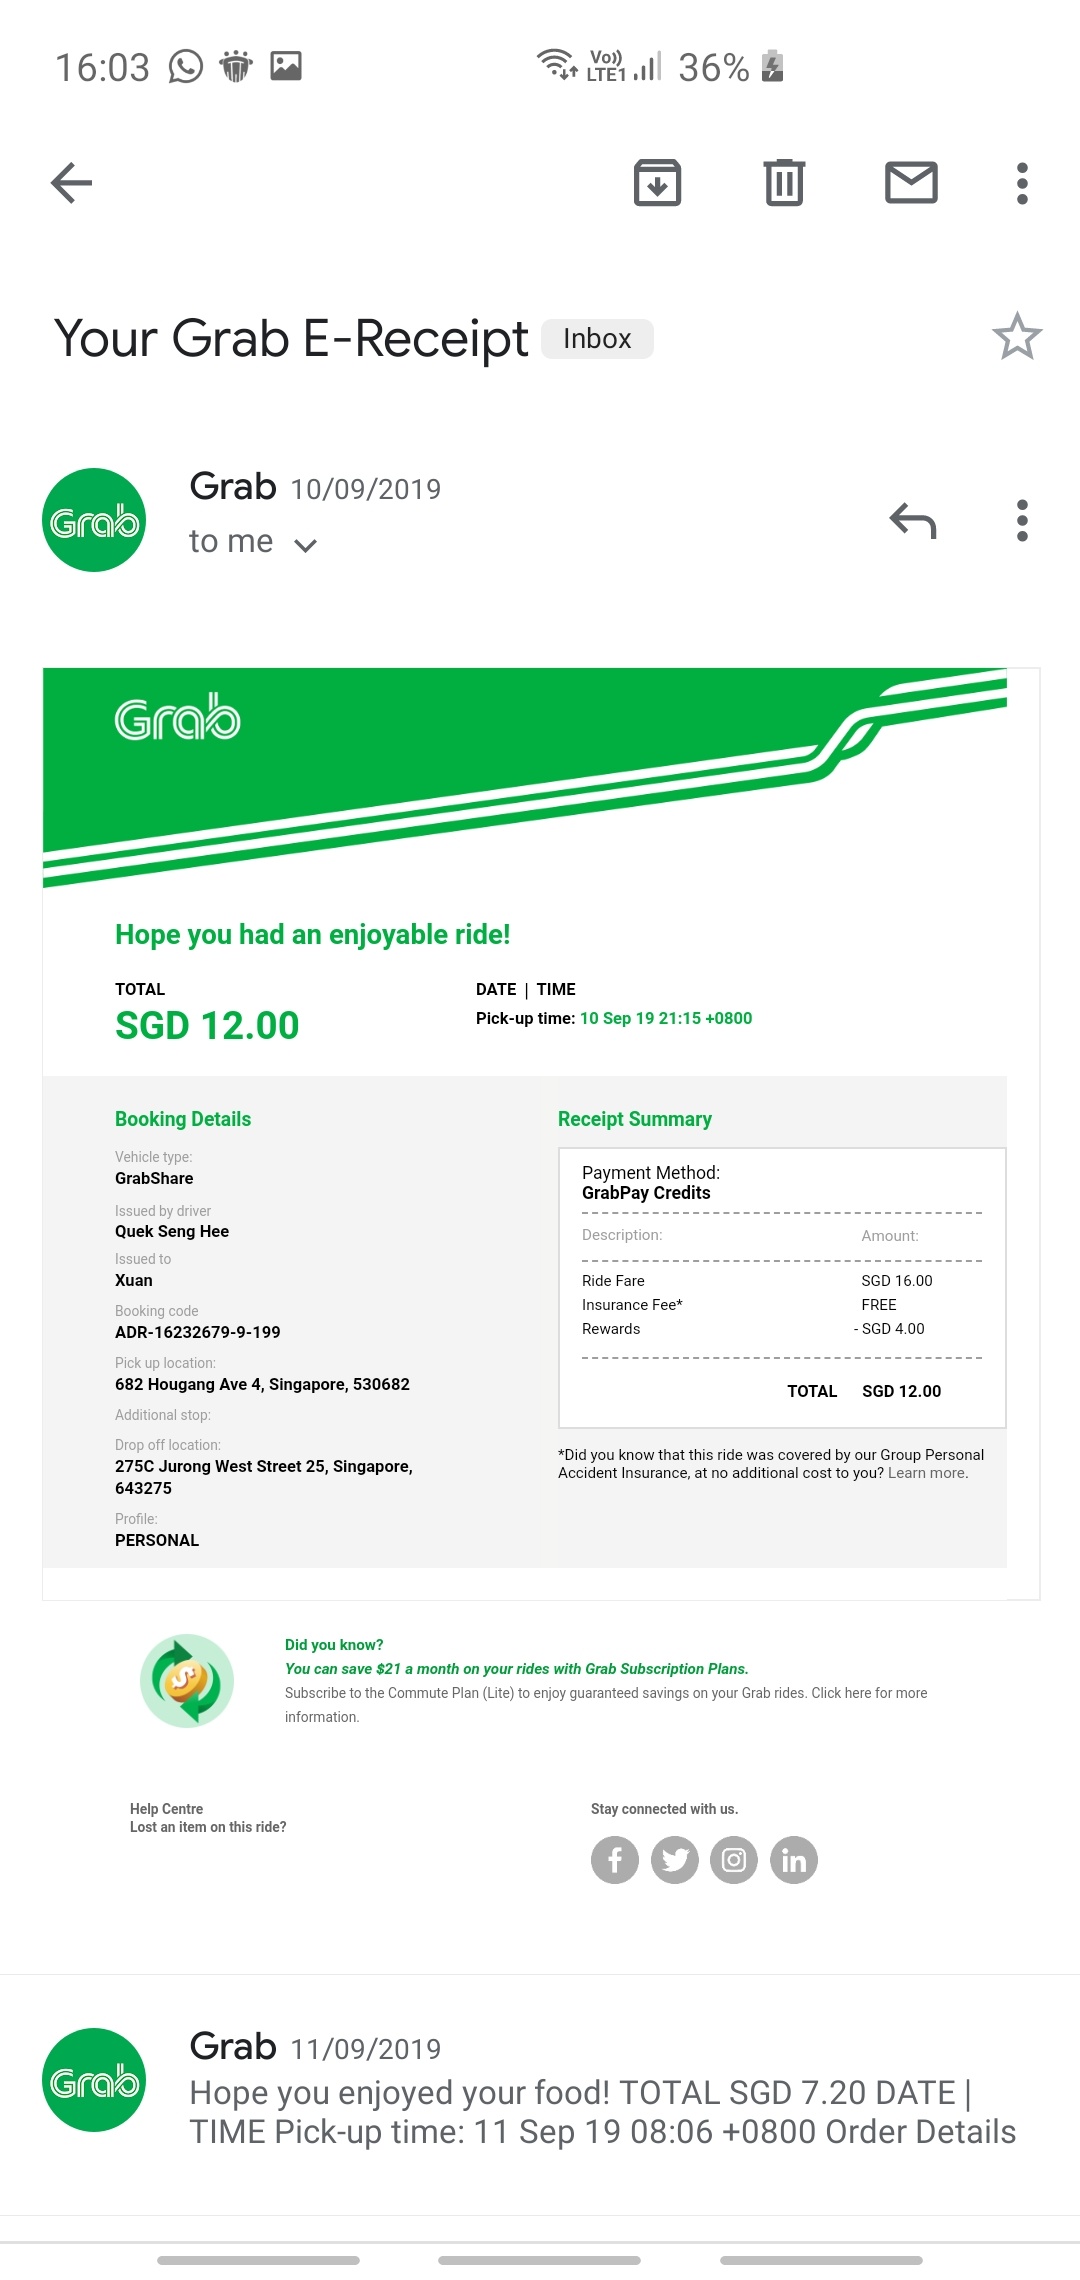 16:03
Vo))
LTE1
36%
Your Grab E-Receipt Inbox
Grab
Grab 10/09/2019
to me
Grab
Hope you had an enjoyable ride!
TOTAL
SGD 12.00
DATE | TIME
Pick-up time: 10 Sep 19 21:15 +0800
Booking Details
Vehicle type:
GrabShare
Issued by driver
Quek Seng Hee
Issued to
Xuan
Booking code
ADR-16232679-9-199
Pick up location:
682 Hougang Ave 4, Singapore, 530682
Additional stop:
Drop off location:
275C Jurong West Street 25, Singapore,
643275
Profile:
PERSONAL
Receipt Summary
Payment Method:
GrabPay Credits
Description: Amount:
Ride Fare SGD 16.00
Insurance Fee* FREE
Rewards - SGD 4.00
TOTAL SGD 12.00
*Did you know that this ride was covered by our Group Personal
Accident Insurance, at no additional cost to you? Learn more.
Did you know?
You can save $21 a month on your rides with Grab Subscription Plans.
Subscribe to the Commute Plan (Lite) to enjoy guaranteed savings on your Grab rides. Click here for more
information.
Help Centre
Lost an item on this ride?
Stay connected with us.
Grab
Grab 11/09/2019
Hope you enjoyed your food! TOTAL SGD 7.20 DATE |
TIME Pick-up time: 11 Sep 19 08:06 +0800 Order Details